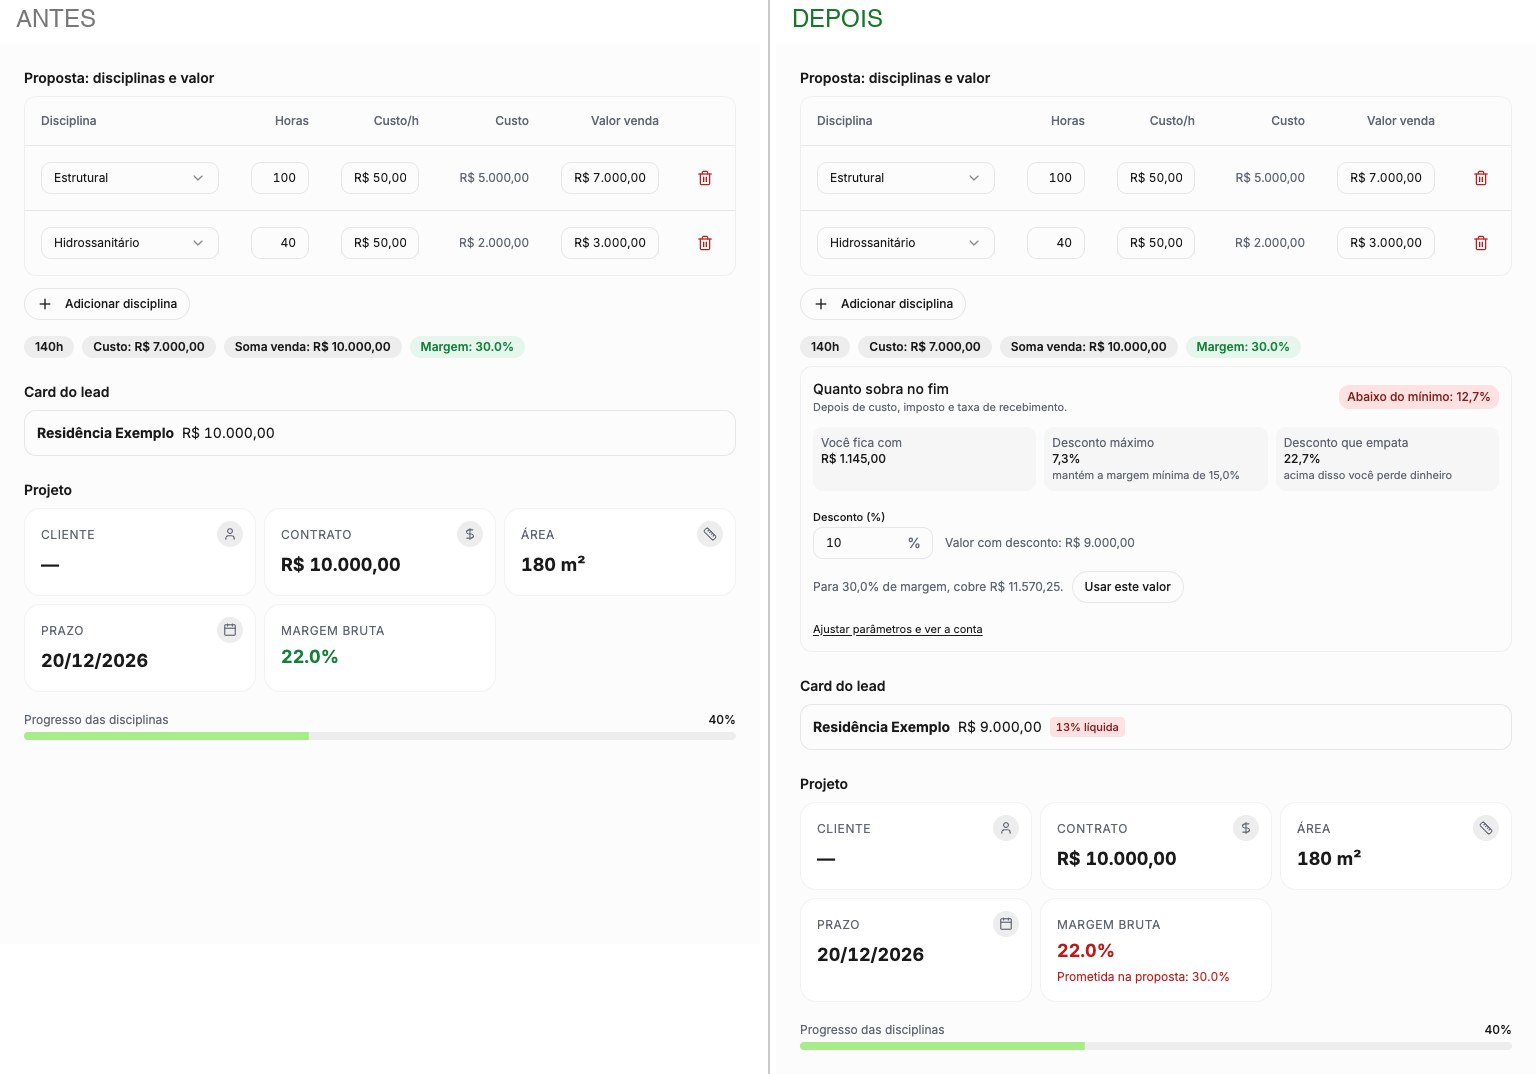 ANTES
Proposta: disciplinas e valor
Disciplina Horas Custo/h Custo Valor venda
Estrutural 100 R$ 50,00 R$ 5.000,00 R$ 7.000,00
Hidrossanitário 40 R$ 50,00 R$ 2.000,00 R$ 3.000,00
Adicionar disciplina
140h Custo: R$ 7.000,00 Soma venda: R$ 10.000,00 Margem: 30.0%
Card do lead
Residência Exemplo R$ 10.000,00
Projeto
CLIENTE CONTRATO ÁREA
— R$ 10.000,00 180 m²
PRAZO MARGEM BRUTA
20/12/2026 22.0%
Progresso das disciplinas 40%
DEPOIS
Proposta: disciplinas e valor
Disciplina Horas Custo/h Custo Valor venda
Estrutural 100 R$ 50,00 R$ 5.000,00 R$ 7.000,00
Hidrossanitário 40 R$ 50,00 R$ 2.000,00 R$ 3.000,00
Adicionar disciplina
140h Custo: R$ 7.000,00 Soma venda: R$ 10.000,00 Margem: 30.0%
Quanto sobra no fim
Depois de custo, imposto e taxa de recebimento.
Abaixo do mínimo: 12,7%
Você fica com
R$ 1.145,00
Desconto máximo
7,3%
mantém a margem mínima de 15,0%
Desconto que empata
22,7%
acima disso você perde dinheiro
Desconto (%)
10 % Valor com desconto: R$ 9.000,00
Para 30,0% de margem, cobre R$ 11.570,25. Usar este valor
Ajustar parâmetros e ver a conta
Card do lead
Residência Exemplo R$ 9.000,00 13% líquida
Projeto
CLIENTE CONTRATO ÁREA
— R$ 10.000,00 180 m²
PRAZO MARGEM BRUTA
20/12/2026 22.0%
Prometida na proposta: 30.0%
Progresso das disciplinas 40%